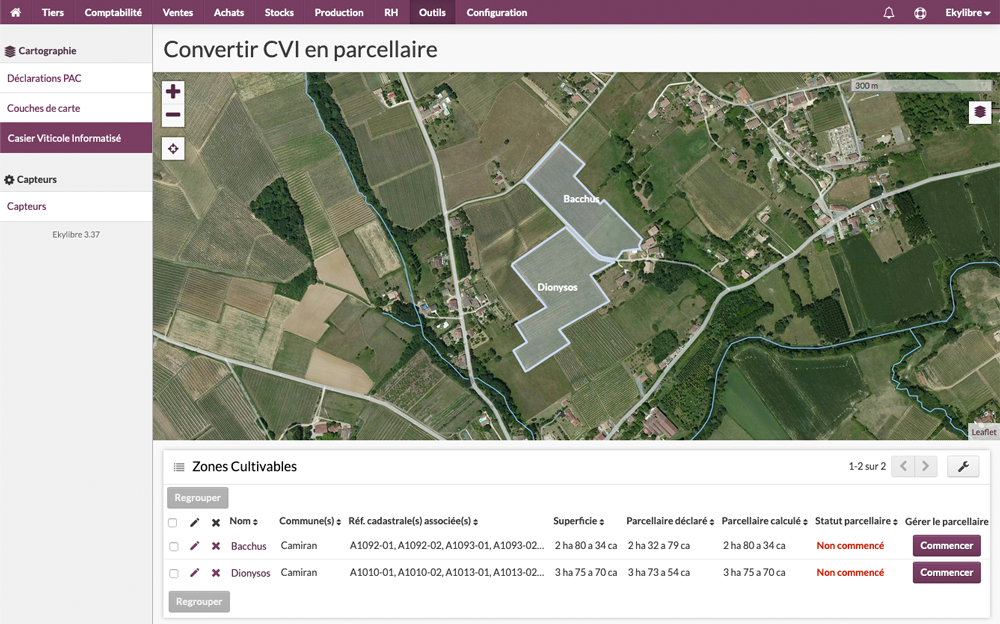 Tiers Comptabilité Ventes Achats Stocks Production RH Outils Configuration Ekylibre
Cartographie
Déclarations PAC
Couches de carte
Casier Viticole Informatisé
Capteurs
Capteurs
Ekylibre 3.37
Convertir CVI en parcellaire
300 m
Bacchus
Dionysos
Leaflet
Zones Cultivables 1-2 sur 2
Regrouper
Nom Commune(s) Réf. cadastrale(s) associée(s) Superficie Parcellaire déclaré Parcellaire calculé Statut parcellaire Gérer le parcellaire
Bacchus Camiran A1092-01, A1092-02, A1093-01, A1093-02... 2 ha 80 a 34 ca 2 ha 32 a 79 ca 2 ha 80 a 34 ca Non commencé Commencer
Dionysos Camiran A1010-01, A1010-02, A1013-01, A1013-02... 3 ha 75 a 70 ca 3 ha 73 a 54 ca 3 ha 75 a 70 ca Non commencé Commencer
Regrouper